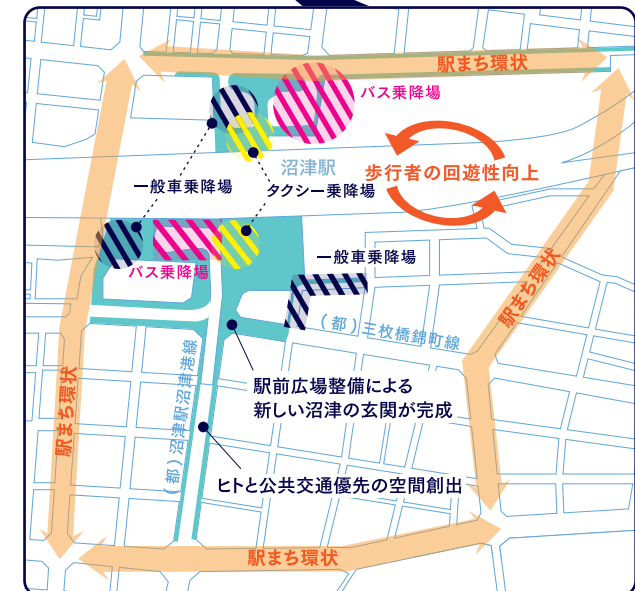 駅まち環状
バス乗降場
沼津駅
歩行者の回遊性向上
一般車乗降場
タクシー乗降場
一般車乗降場
バス乗降場
駅まち環状
(都)三枚橋錦町線
(都)沼津駅沼津港線
駅まち環状
駅前広場整備による
新しい沼津の玄関が完成
ヒトと公共交通優先の空間創出
駅まち環状